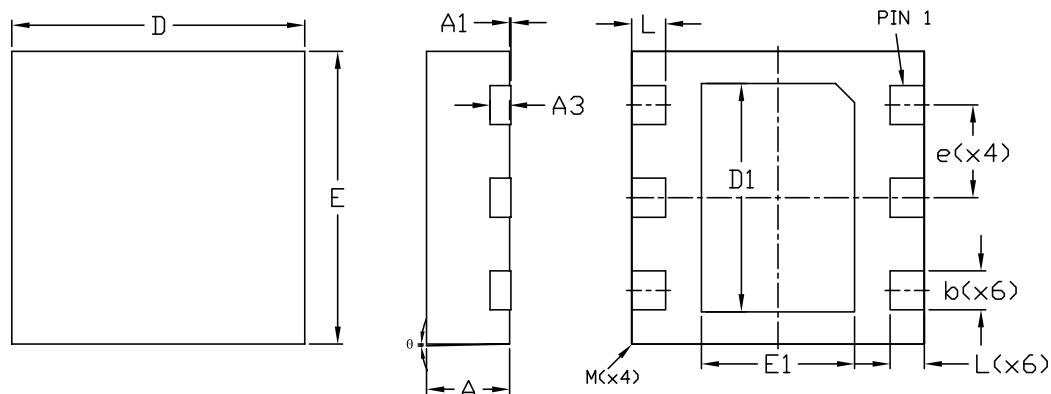 D
A1
L
PIN 1
A3
e(x4)
D1
E
b(x6)
θ
M(x4)
A
E1
L(x6)